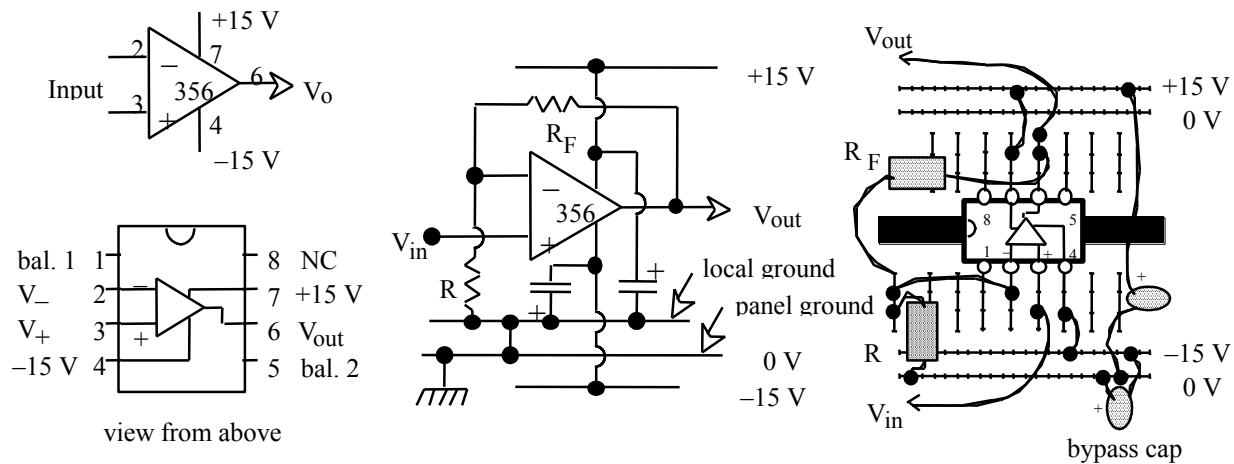 +15 V
2
7
−
Input
356
6
Vo
3
+
4
−15 V
bal. 1 1
8 NC
V− 2
−
7 +15 V
V+ 3
+
6 Vout
−15 V 4
5 bal. 2
view from above
+15 V
RF
−
356
Vout
Vin
+
+
R
+
local ground
panel ground
0 V
−15 V
Vout
+15 V
0 V
RF
8
5
1
−
+
4
+
R
−15 V
0 V
Vin
+
bypass cap